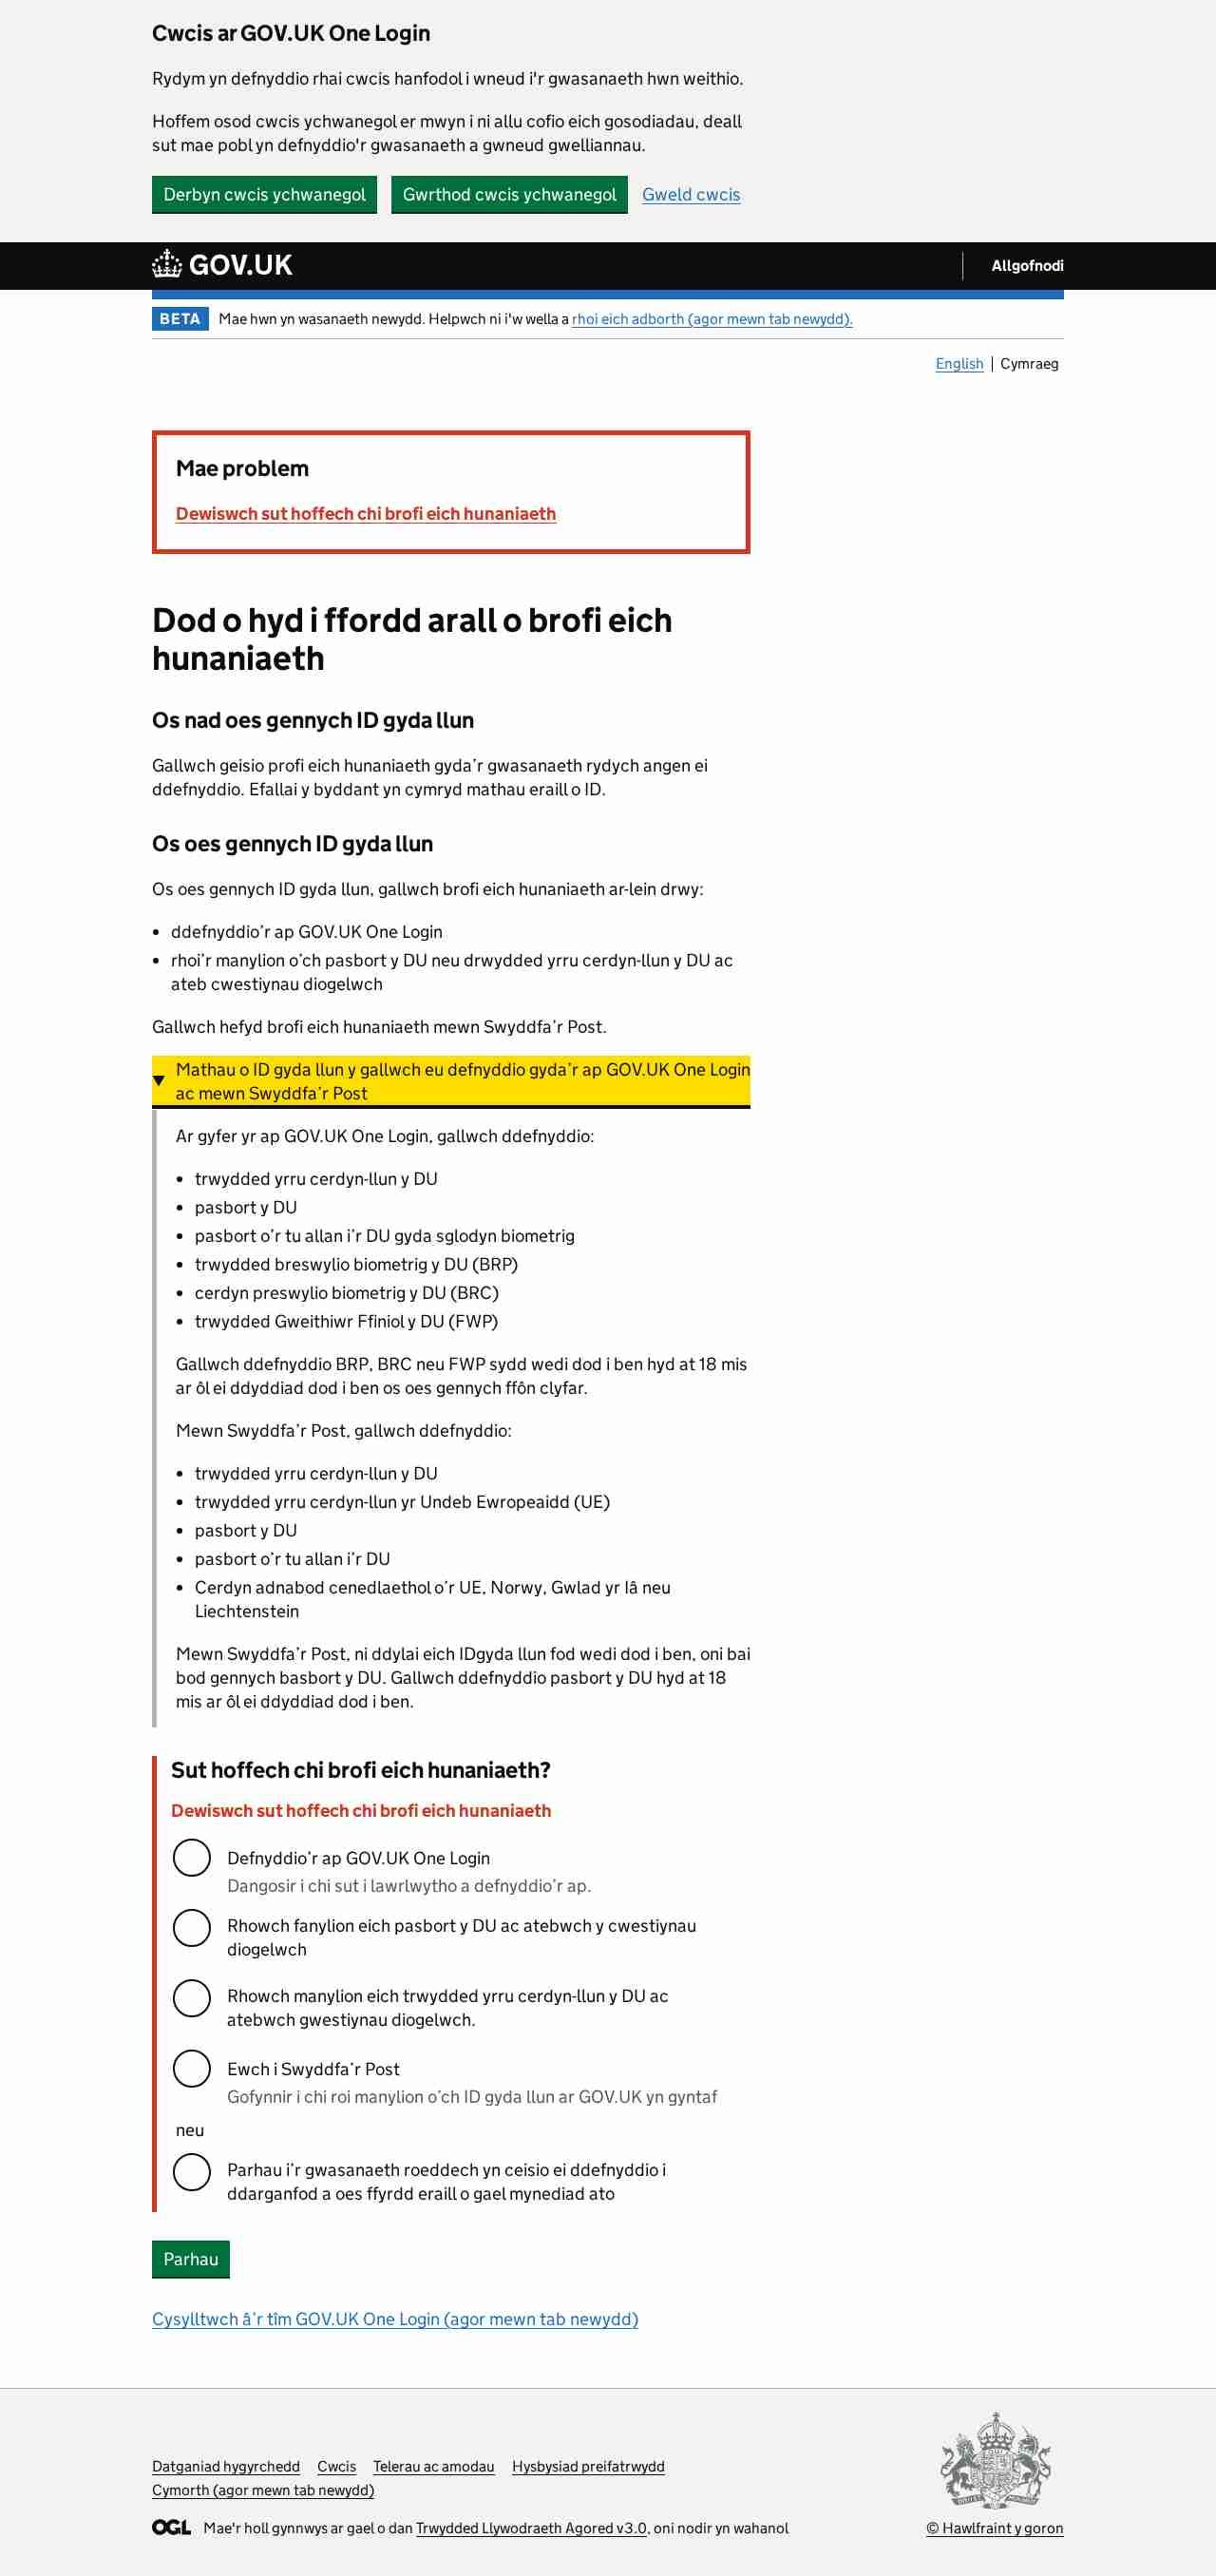 Cwcis ar GOV.UK One Login
Rydym yn defnyddio rhai cwcis hanfodol i wneud i'r gwasanaeth hwn weithio.
Hoffem osod cwcis ychwanegol er mwyn i ni allu cofio eich gosodiadau, deall
sut mae pobl yn defnyddio'r gwasanaeth a gwneud gwelliannau.
Derbyn cwcis ychwanegol Gwrthod cwcis ychwanegol Gweld cwcis
GOV.UK Allgofnodi
BETA Mae hwn yn wasanaeth newydd. Helpwch ni i'w wella a rhoi eich adborth (agor mewn tab newydd).
English | Cymraeg
Mae problem
Dewiswch sut hoffech chi brofi eich hunaniaeth
Dod o hyd i ffordd arall o brofi eich
hunaniaeth
Os nad oes gennych ID gyda llun
Gallwch geisio profi eich hunaniaeth gyda’r gwasanaeth rydych angen ei
ddefnyddio. Efallai y byddant yn cymryd mathau eraill o ID.
Os oes gennych ID gyda llun
Os oes gennych ID gyda llun, gallwch brofi eich hunaniaeth ar-lein drwy:
• ddefnyddio’r ap GOV.UK One Login
• rhoi’r manylion o’ch pasbort y DU neu drwydded yrru cerdyn-llun y DU ac
ateb cwestiynau diogelwch
Gallwch hefyd brofi eich hunaniaeth mewn Swyddfa’r Post.
Mathau o ID gyda llun y gallwch eu defnyddio gyda’r ap GOV.UK One Login
ac mewn Swyddfa’r Post
Ar gyfer yr ap GOV.UK One Login, gallwch ddefnyddio:
• trwydded yrru cerdyn-llun y DU
• pasbort y DU
• pasbort o’r tu allan i’r DU gyda sglodyn biometrig
• trwydded breswylio biometrig y DU (BRP)
• cerdyn preswylio biometrig y DU (BRC)
• trwydded Gweithiwr Ffiniol y DU (FWP)
Gallwch ddefnyddio BRP, BRC neu FWP sydd wedi dod i ben hyd at 18 mis
ar ôl ei ddyddiad dod i ben os oes gennych ffôn clyfar.
Mewn Swyddfa’r Post, gallwch ddefnyddio:
• trwydded yrru cerdyn-llun y DU
• trwydded yrru cerdyn-llun yr Undeb Ewropeaidd (UE)
• pasbort y DU
• pasbort o’r tu allan i’r DU
• Cerdyn adnabod cenedlaethol o’r UE, Norwy, Gwlad yr Iâ neu
Liechtenstein
Mewn Swyddfa’r Post, ni ddylai eich IDgyda llun fod wedi dod i ben, oni bai
bod gennych basbort y DU. Gallwch ddefnyddio pasbort y DU hyd at 18
mis ar ôl ei ddyddiad dod i ben.
Sut hoffech chi brofi eich hunaniaeth?
Dewiswch sut hoffech chi brofi eich hunaniaeth
Defnyddio’r ap GOV.UK One Login
Dangosir i chi sut i lawrlwytho a defnyddio’r ap.
Rhowch fanylion eich pasbort y DU ac atebwch y cwestiynau
diogelwch
Rhowch manylion eich trwydded yrru cerdyn-llun y DU ac
atebwch gwestiynau diogelwch.
Ewch i Swyddfa’r Post
Gofynnir i chi roi manylion o’ch ID gyda llun ar GOV.UK yn gyntaf
neu
Parhau i’r gwasanaeth roeddech yn ceisio ei ddefnyddio i
ddarganfod a oes ffyrdd eraill o gael mynediad ato
Parhau
Cysylltwch â’r tîm GOV.UK One Login (agor mewn tab newydd)
Datganiad hygyrchedd Cwcis Telerau ac amodau Hysbysiad preifatrwydd
Cymorth (agor mewn tab newydd)
OGL Mae'r holl gynnwys ar gael o dan Trwydded Llywodraeth Agored v3.0, oni nodir yn wahanol
© Hawlfraint y goron